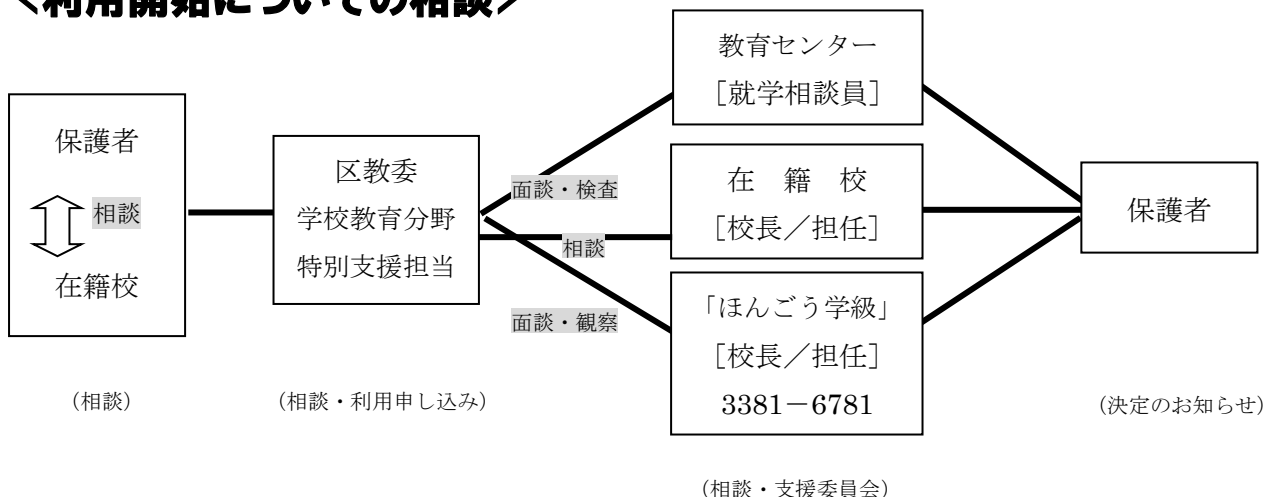 <利用開始についての相談>
保護者
相談
在籍校
(相談)
区教委
学校教育分野
特別支援担当
(相談・利用申し込み)
面談・検査
相談
面談・観察
教育センター
[就学相談員]
在 籍 校
[校長/担任]
「ほんごう学級」
[校長/担任]
3381-6781
(相談・支援委員会)
保護者
(決定のお知らせ)